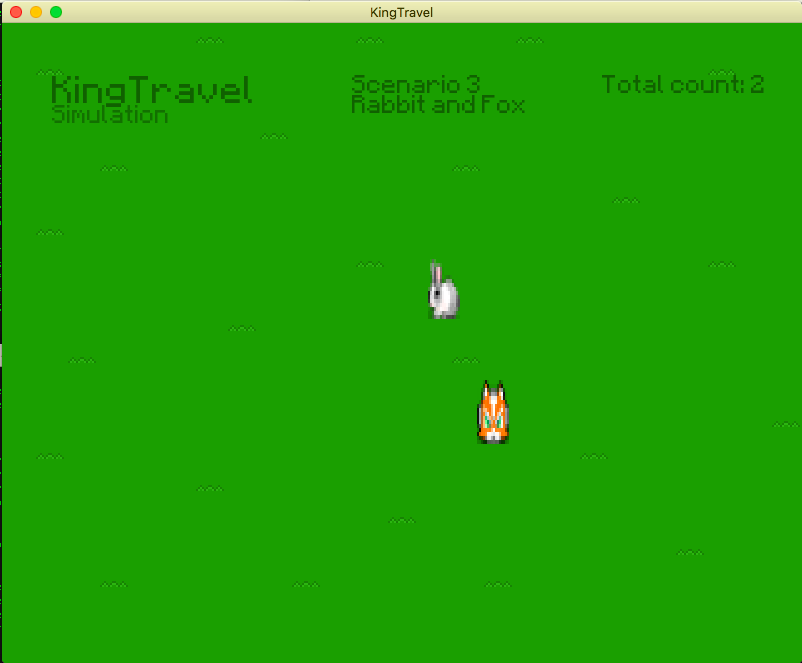 KingTravel
KingTravel
Simulation
Scenario 3
Rabbit and Fox
Total count: 2